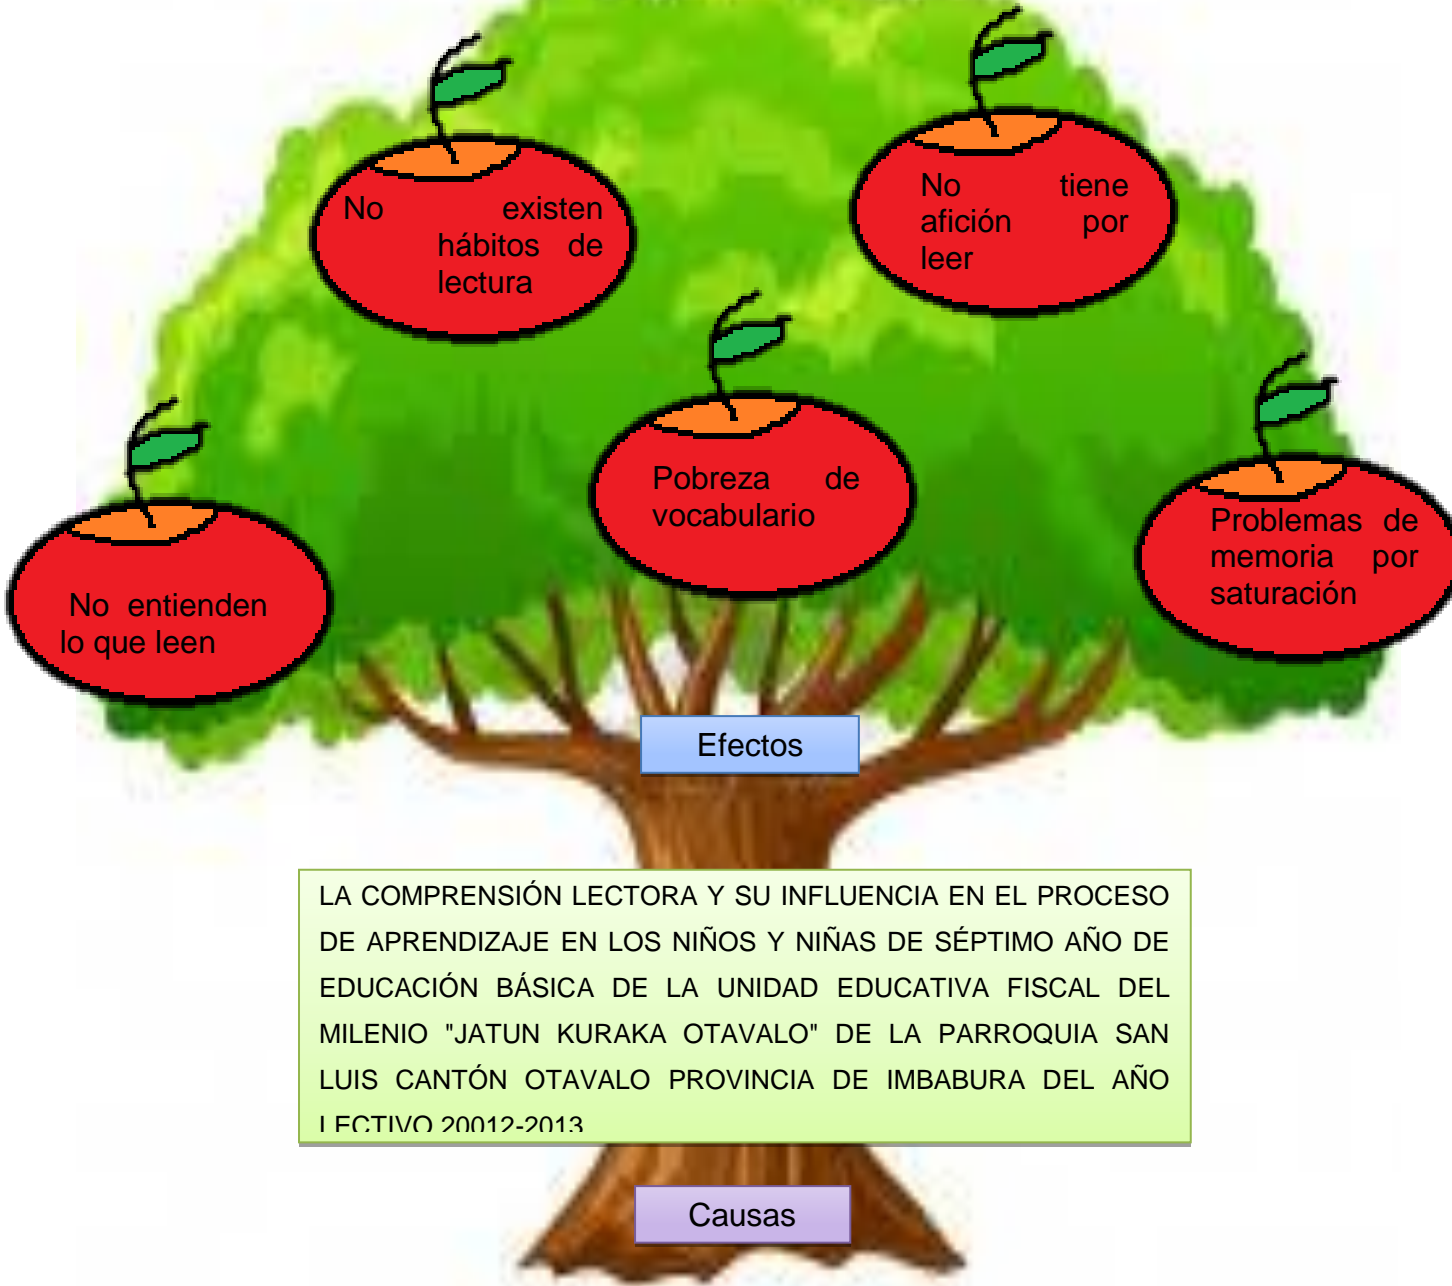 No existen
hábitos de
lectura
No tiene
afición por
leer
Pobreza de
vocabulario
Problemas de
memoria por
saturación
No entienden
lo que leen
Efectos
LA COMPRENSIÓN LECTORA Y SU INFLUENCIA EN EL PROCESO
DE APRENDIZAJE EN LOS NIÑOS Y NIÑAS DE SÉPTIMO AÑO DE
EDUCACIÓN BÁSICA DE LA UNIDAD EDUCATIVA FISCAL DEL
MILENIO "JATUN KURAKA OTAVALO" DE LA PARROQUIA SAN
LUIS CANTÓN OTAVALO PROVINCIA DE IMBABURA DEL AÑO
LECTIVO 20012-2013
Causas